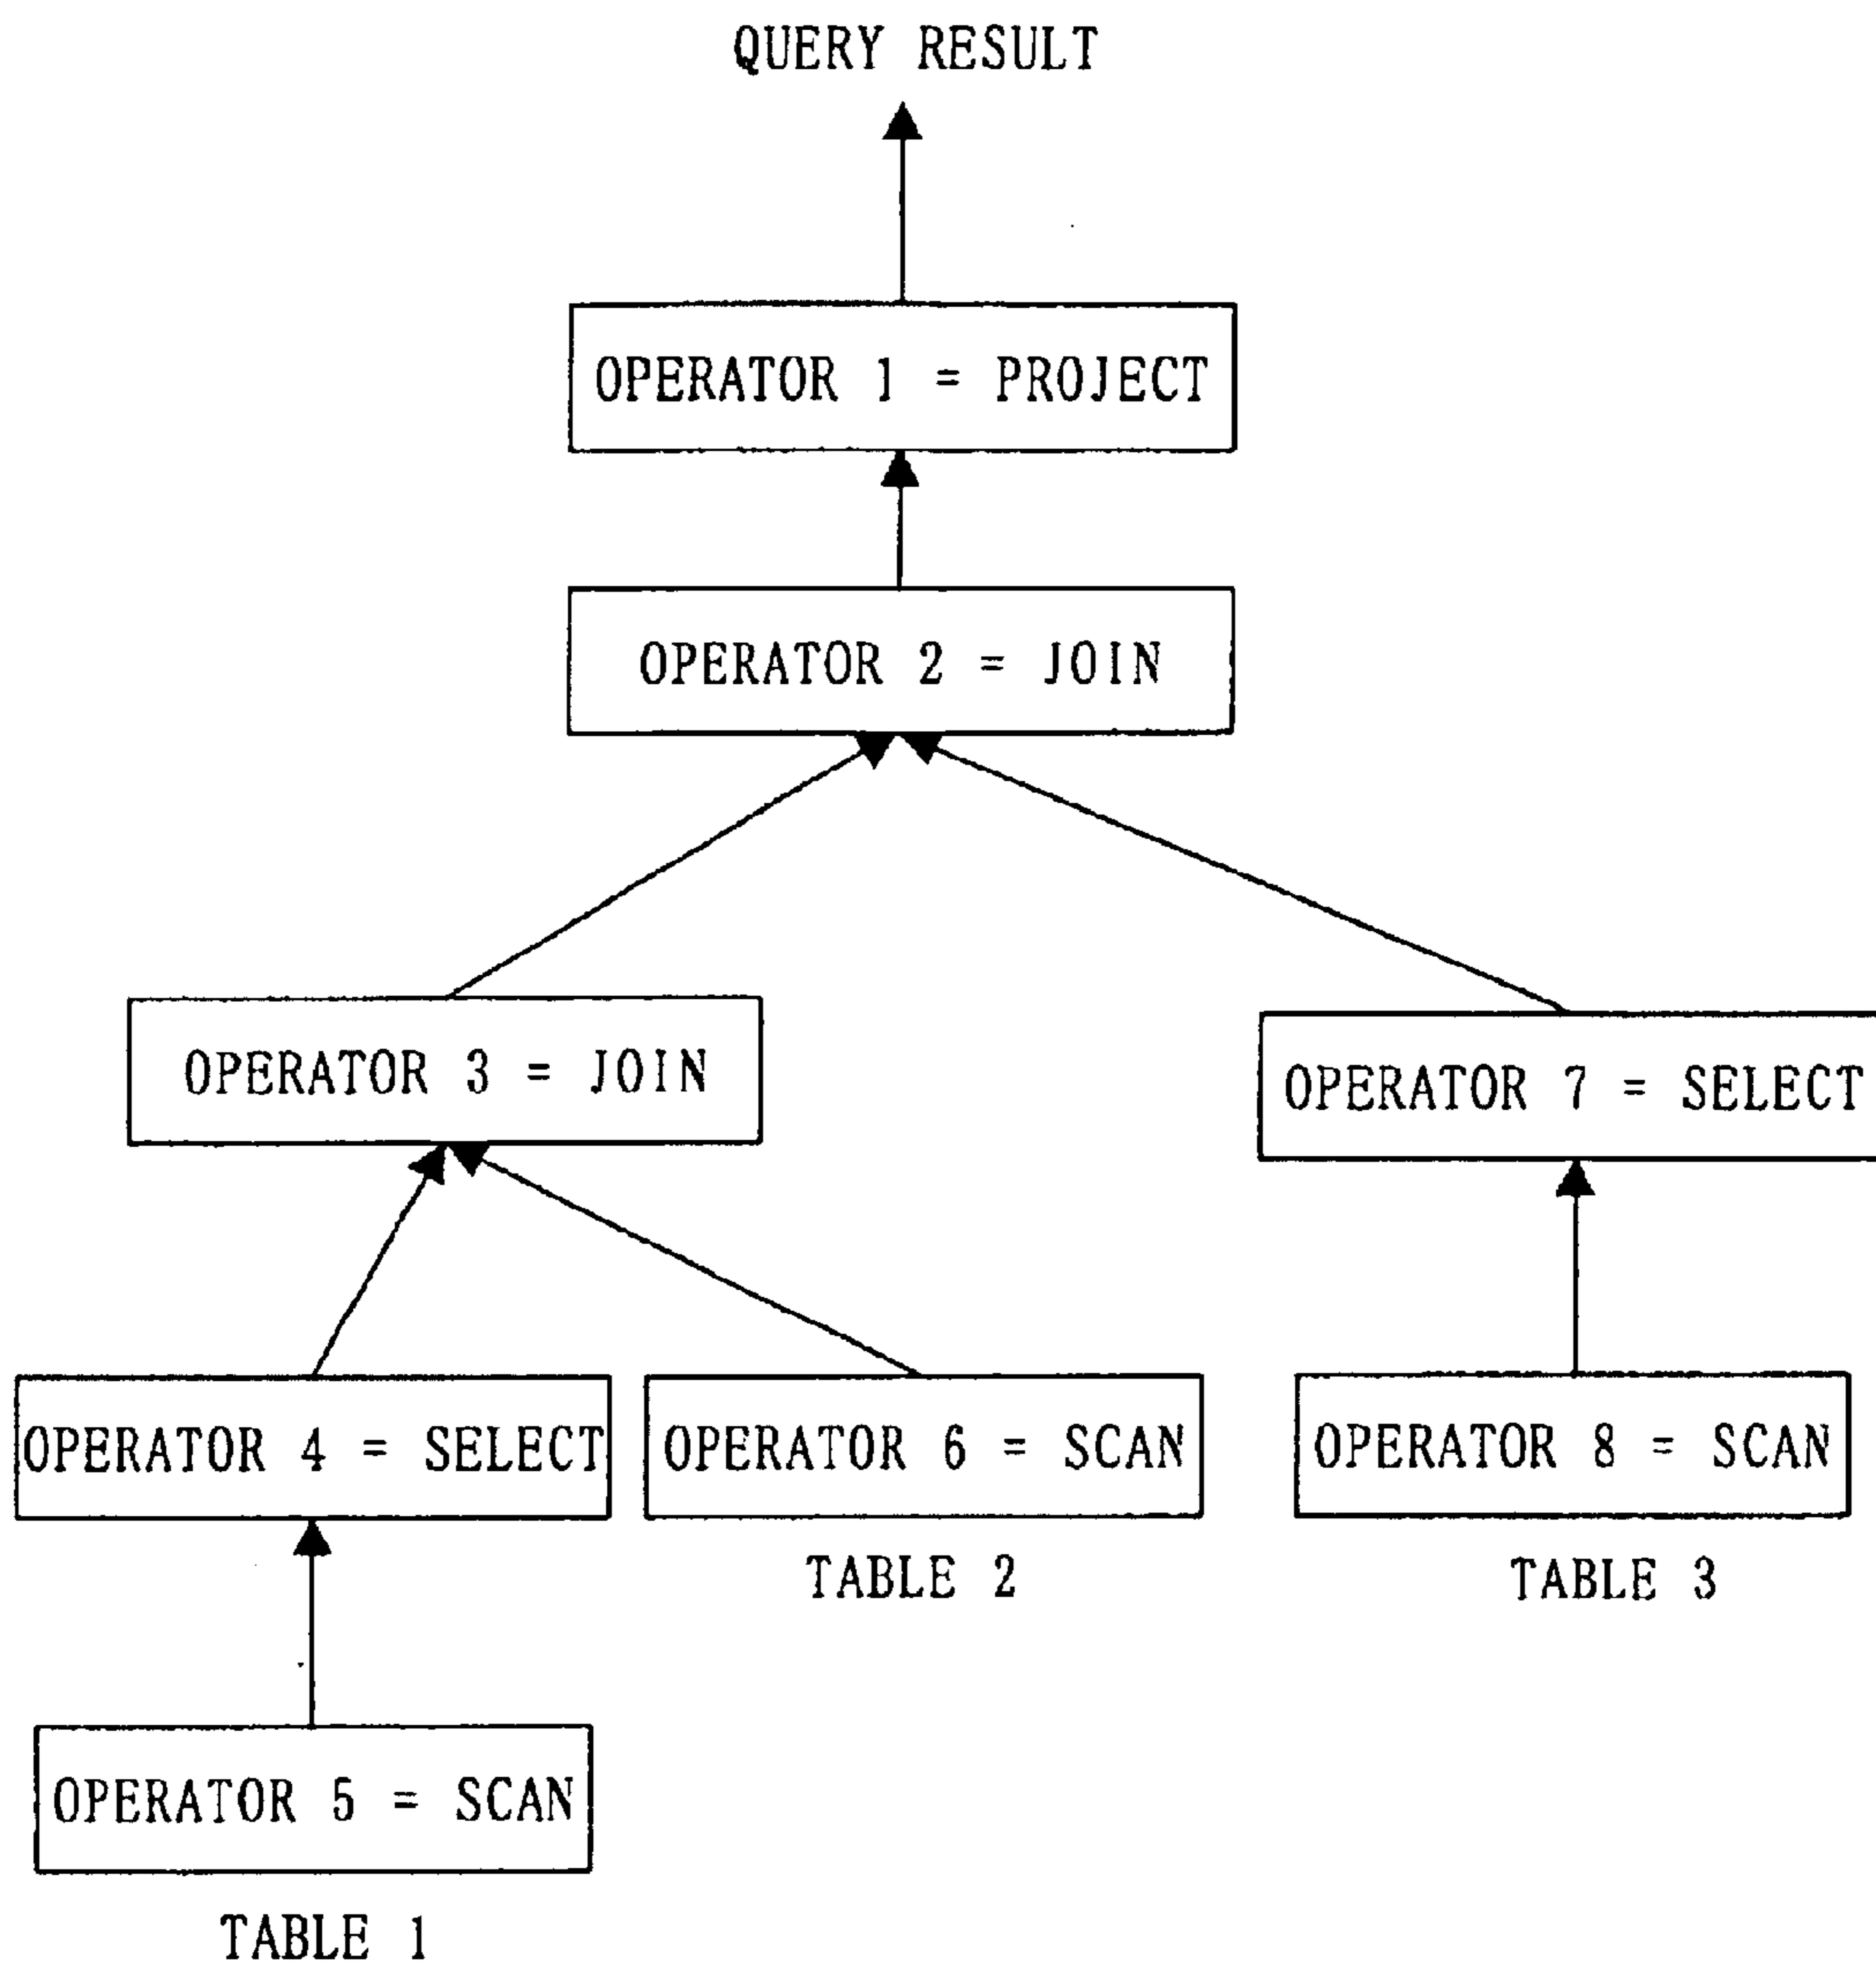 QUERY RESULT
OPERATOR 1 = PROJECT
OPERATOR 2 = JOIN
OPERATOR 3 = JOIN
OPERATOR 7 = SELECT
OPERATOR 4 = SELECT
OPERATOR 6 = SCAN
OPERATOR 8 = SCAN
TABLE 2
TABLE 3
OPERATOR 5 = SCAN
TABLE 1